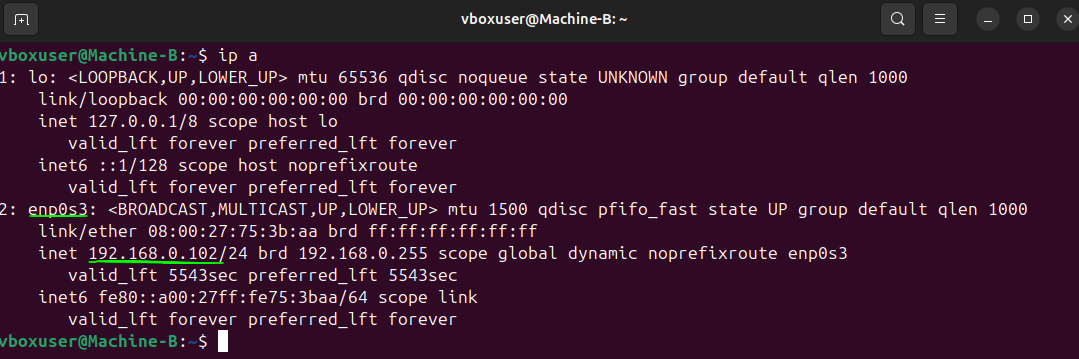 vboxuser@Machine-B: ~
vboxuser@Machine-B:~$ ip a
1: lo: <LOOPBACK,UP,LOWER_UP> mtu 65536 qdisc noqueue state UNKNOWN group default qlen 1000
    link/loopback 00:00:00:00:00:00 brd 00:00:00:00:00:00
    inet 127.0.0.1/8 scope host lo
       valid_lft forever preferred_lft forever
    inet6 ::1/128 scope host noprefixroute
       valid_lft forever preferred_lft forever
2: enp0s3: <BROADCAST,MULTICAST,UP,LOWER_UP> mtu 1500 qdisc pfifo_fast state UP group default qlen 1000
    link/ether 08:00:27:75:3b:aa brd ff:ff:ff:ff:ff:ff
    inet 192.168.0.102/24 brd 192.168.0.255 scope global dynamic noprefixroute enp0s3
       valid_lft 5543sec preferred_lft 5543sec
    inet6 fe80::a00:27ff:fe75:3baa/64 scope link
       valid_lft forever preferred_lft forever
vboxuser@Machine-B:~$